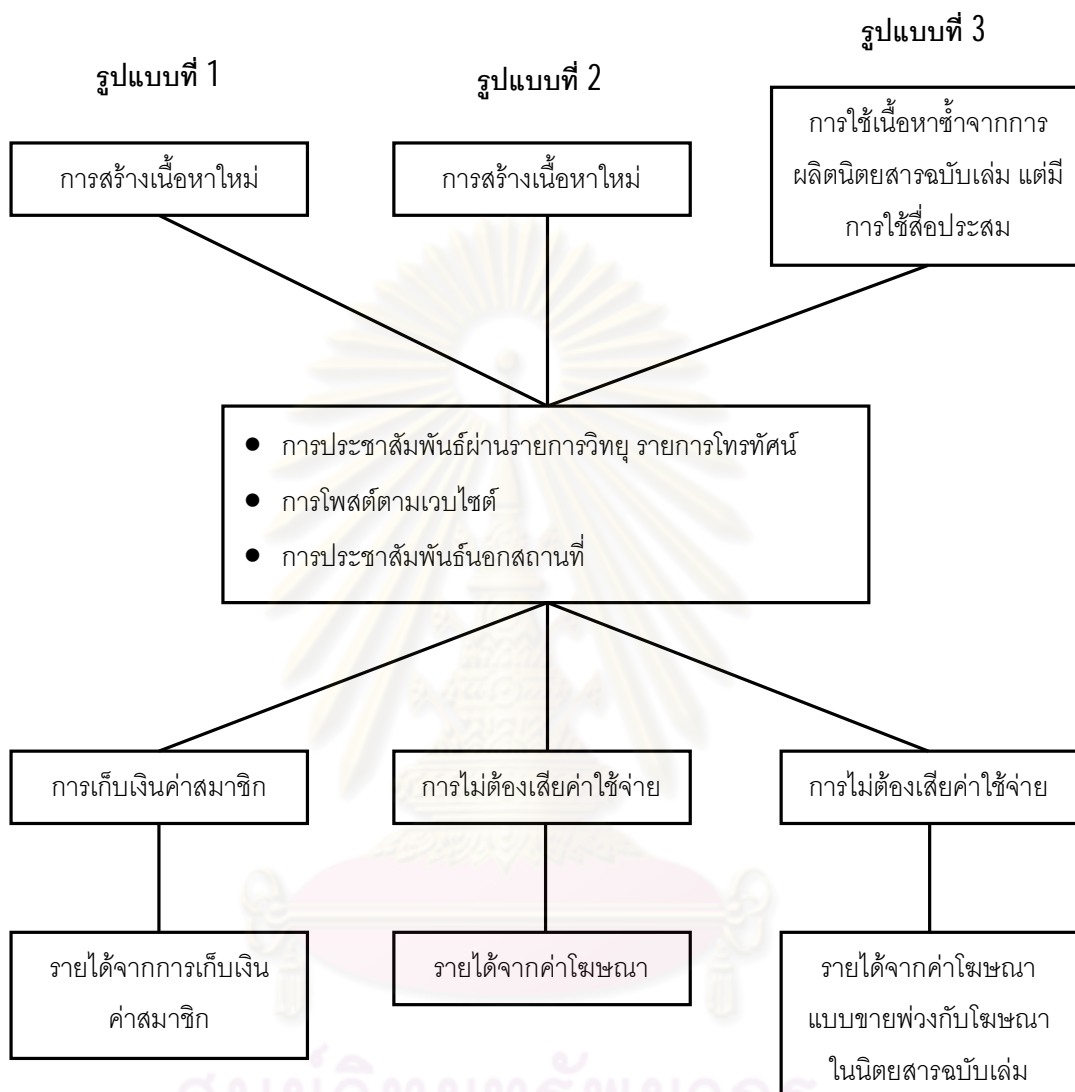 รูปแบบที่ 1
รูปแบบที่ 2
รูปแบบที่ 3
การสร้างเนื้อหาใหม่
การสร้างเนื้อหาใหม่
การใช้เนื้อหาซ้ำจากการ
ผลิตนิตยสารฉบับเล่ม แต่มี
การใช้สื่อประสม
● การประชาสัมพันธ์ผ่านรายการวิทยุ รายการโทรทัศน์
● การโพสต์ตามเวบไซต์
● การประชาสัมพันธ์นอกสถานที่
การเก็บเงินค่าสมาชิก
การไม่ต้องเสียค่าใช้จ่าย
การไม่ต้องเสียค่าใช้จ่าย
รายได้จากการเก็บเงิน
ค่าสมาชิก
รายได้จากค่าโฆษณา
รายได้จากค่าโฆษณา
แบบขายพ่วงกับโฆษณา
ในนิตยสารฉบับเล่ม
ศูนย์วิทยทรัพยากร